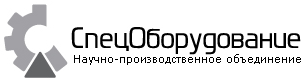 СпецОборудование
Научно-производственное объединение